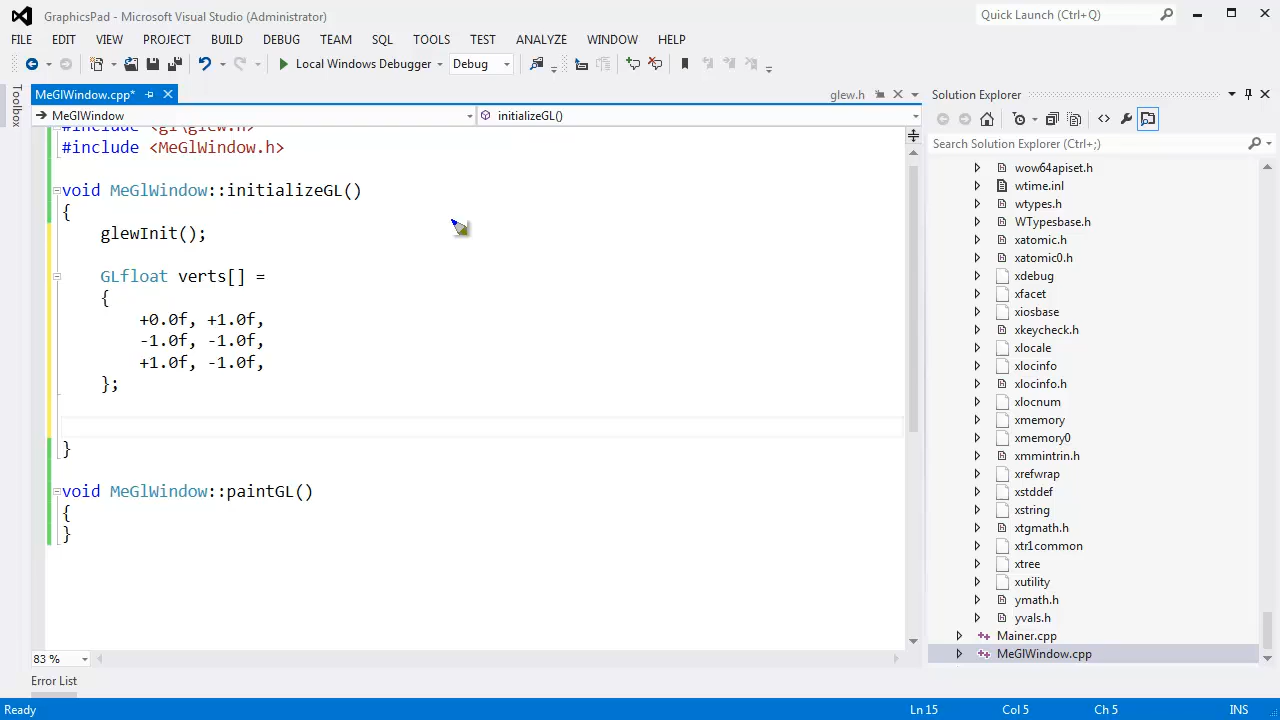 GraphicsPad - Microsoft Visual Studio (Administrator)
Quick Launch (Ctrl+Q)
FILE EDIT VIEW PROJECT BUILD DEBUG TEAM SQL TOOLS TEST ANALYZE WINDOW HELP
Local Windows Debugger Debug
Toolbox
MeGlWindow.cpp*
glew.h
MeGlWindow
initializeGL()
#include <gl\glew.h>
#include <MeGlWindow.h>
void MeGlWindow::initializeGL()
{
glewInit();
GLfloat verts[] =
{
+0.0f, +1.0f,
-1.0f, -1.0f,
+1.0f, -1.0f,
};
}
void MeGlWindow::paintGL()
{
}
83 %
Error List
Solution Explorer
Search Solution Explorer (Ctrl+;)
wow64apiset.h
wtime.inl
wtypes.h
WTypesbase.h
xatomic.h
xatomic0.h
xdebug
xfacet
xiosbase
xkeycheck.h
xlocale
xlocinfo
xlocinfo.h
xlocnum
xmemory
xmemory0
xmmintrin.h
xrefwrap
xstddef
xstring
xtgmath.h
xtr1common
xtree
xutility
ymath.h
yvals.h
Mainer.cpp
MeGlWindow.cpp
Ready
Ln 15
Col 5
Ch 5
INS